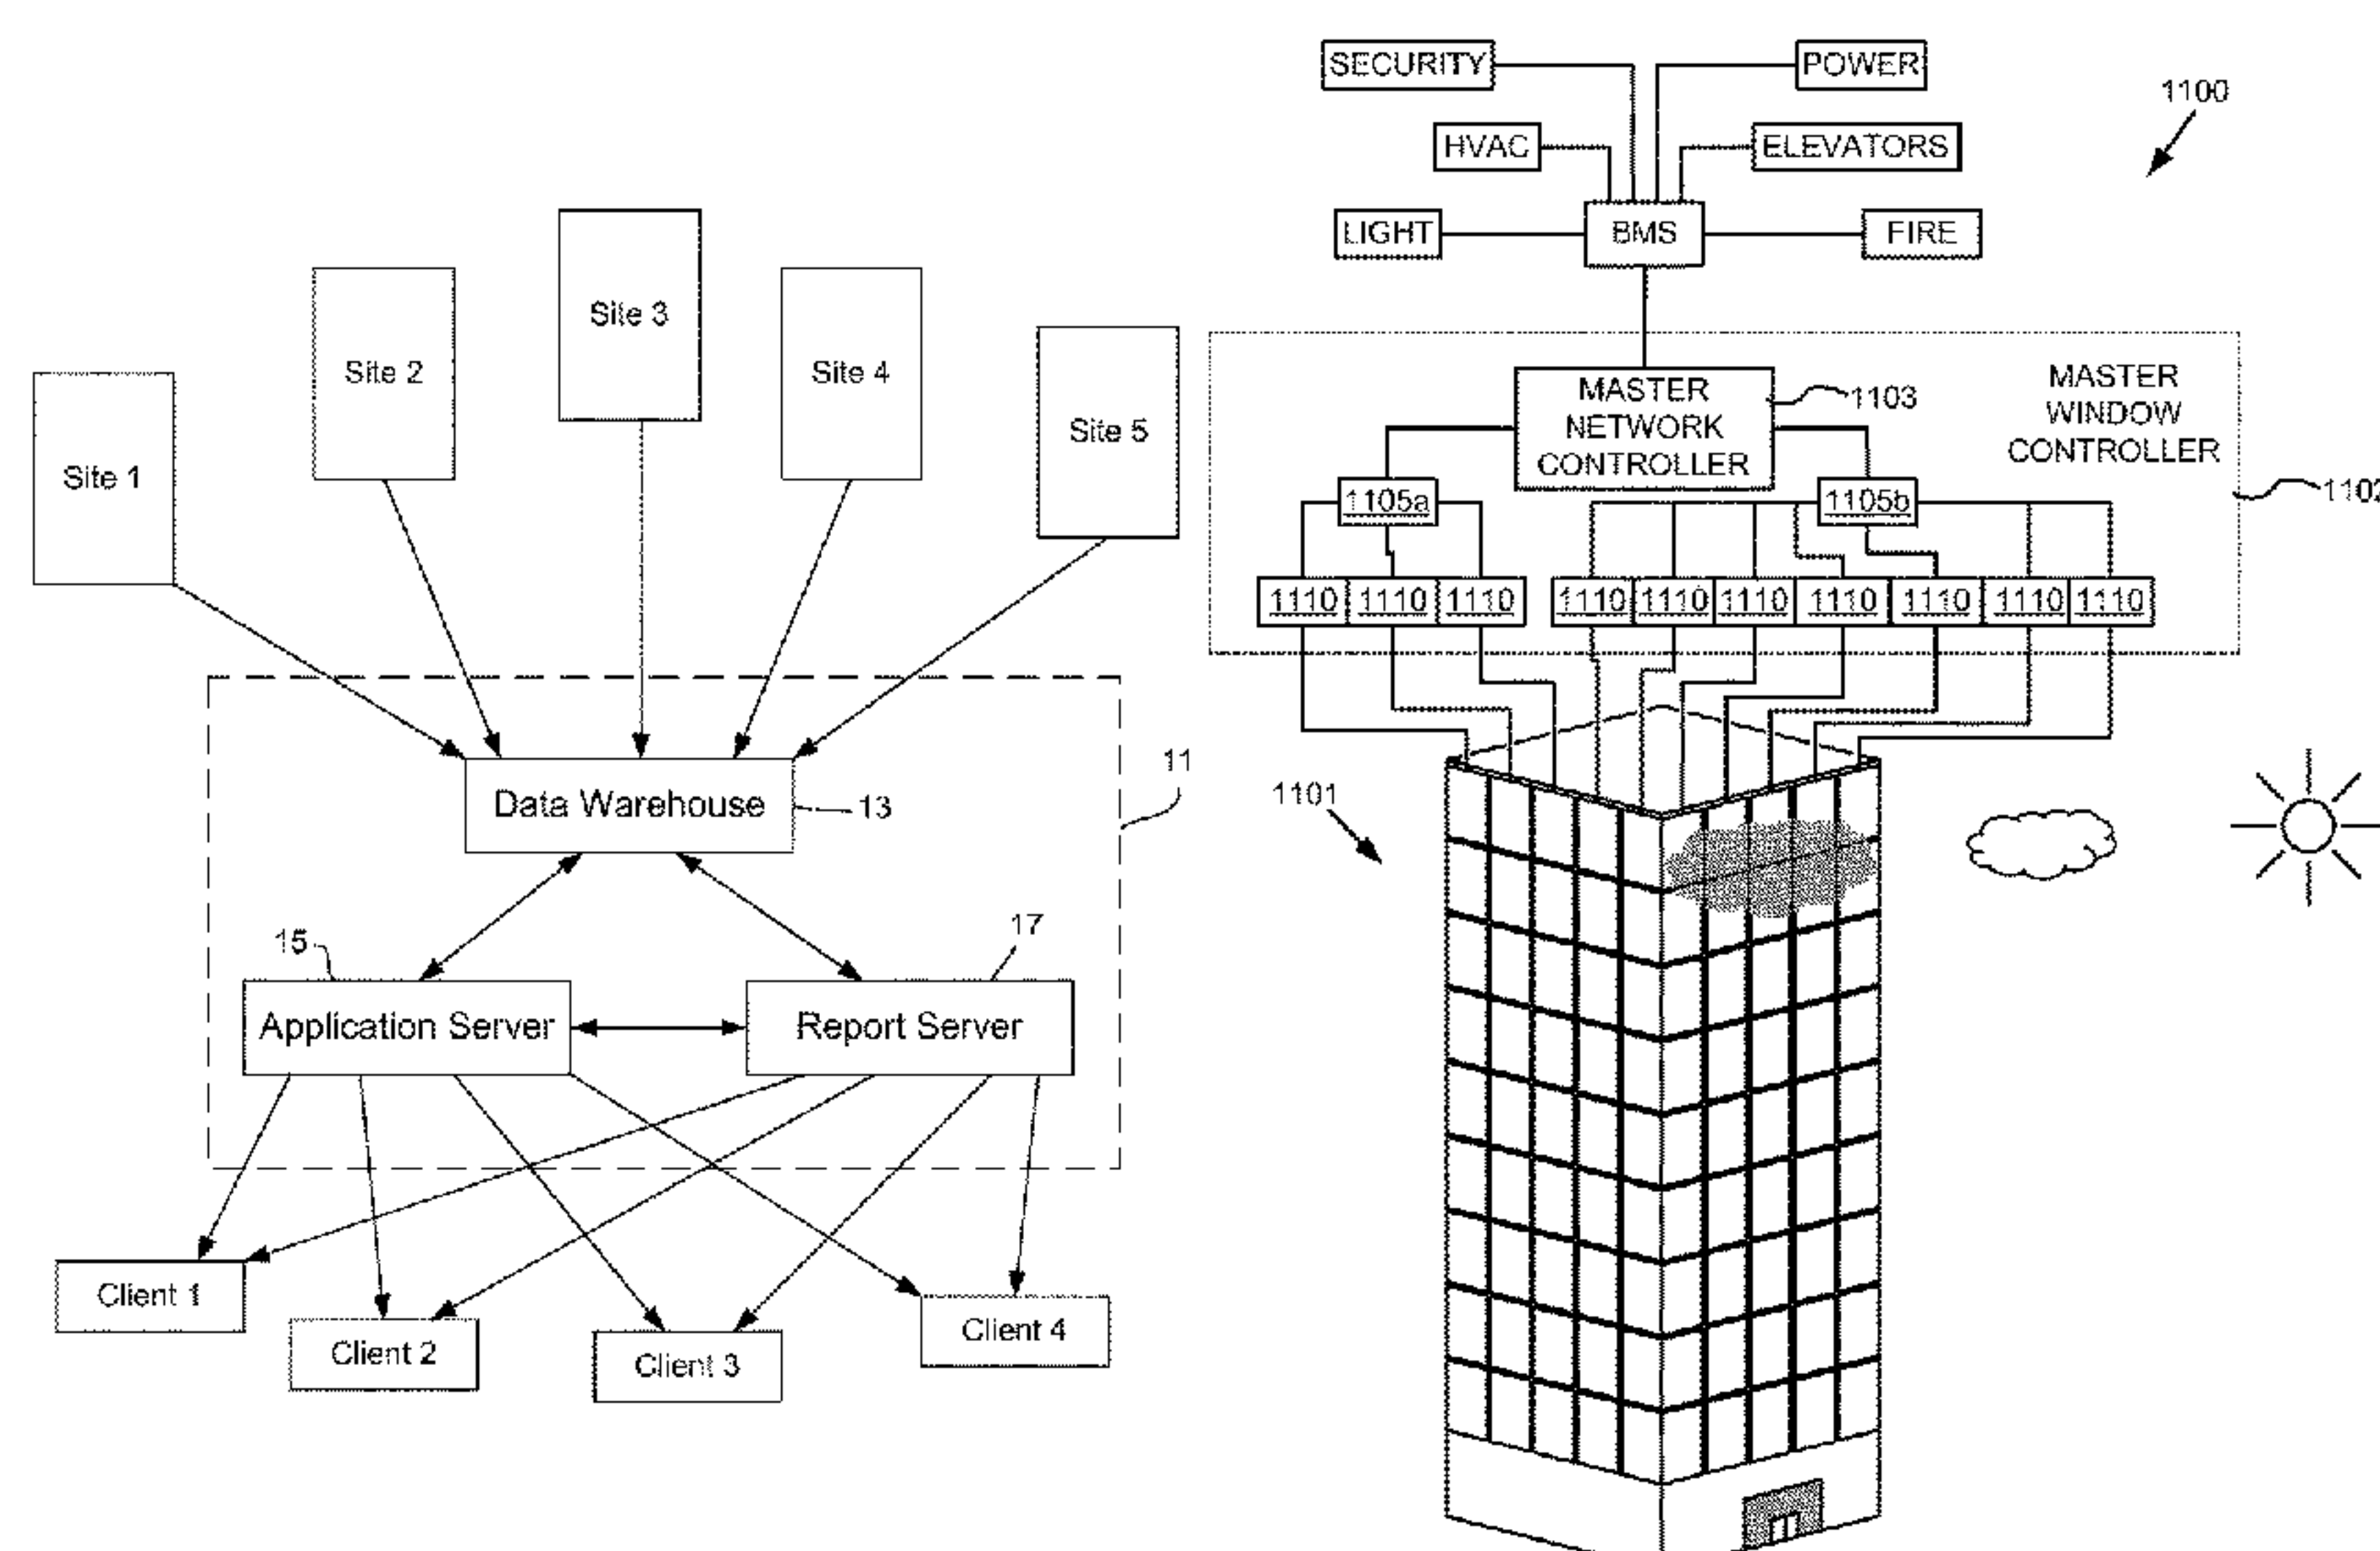 Site 1
Site 2
Site 3
Site 4
Site 5
11
Data Warehouse
13
15
17
Application Server
Report Server
Client 1
Client 2
Client 3
Client 4
SECURITY
POWER
1100
HVAC
ELEVATORS
LIGHT
BMS
FIRE
MASTER
NETWORK
CONTROLLER
1103
MASTER
WINDOW
CONTROLLER
1102
1105a
1105b
1110 1110 1110 1110 1110 1110 1110 1110 1110 1110
1101